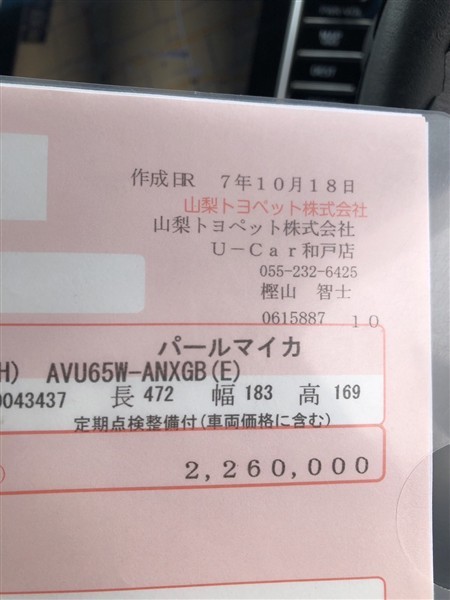 作成日R 7年10月18日
山梨トヨペット株式会社
山梨トヨペット株式会社
U－Car和戸店
055-232-6425
樫山 智士
0615887 10
パールマイカ
H) AVU65W-ANXGB(E)
0043437 長 472 幅 183 高 169
定期点検整備付(車両価格に含む)
2,260,000